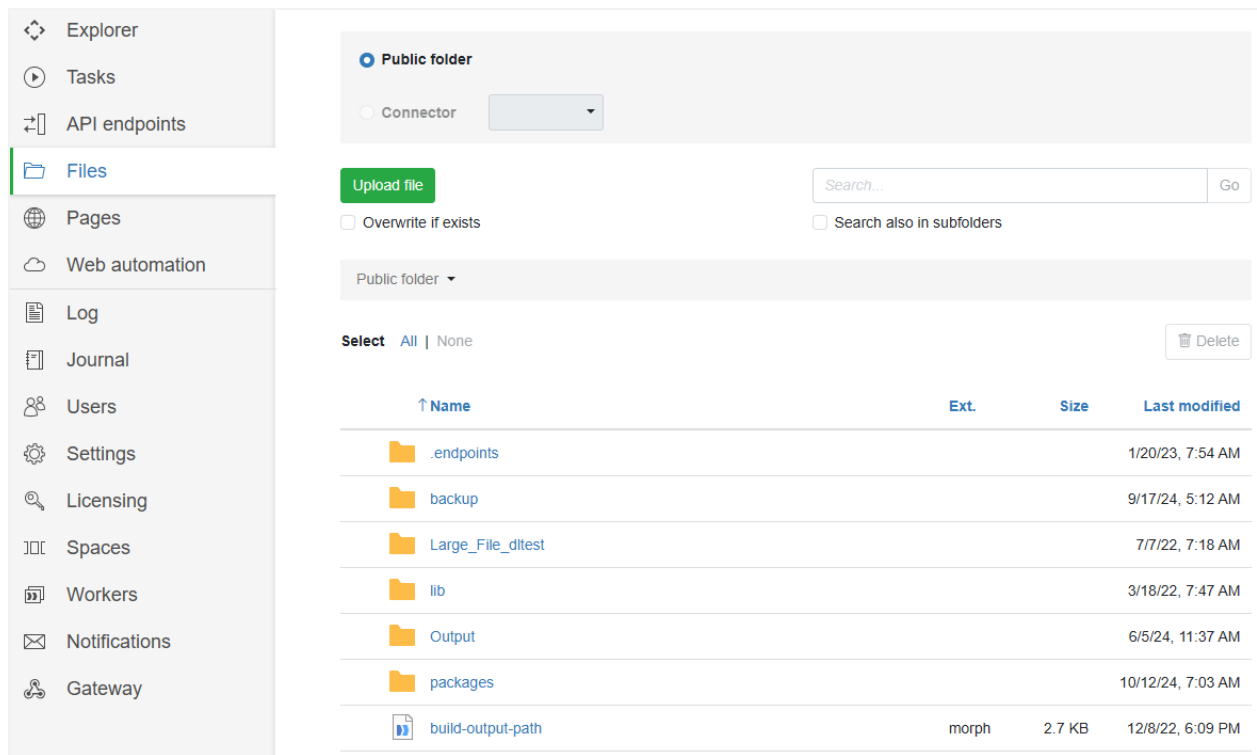 Explorer
Tasks
API endpoints
Files
Pages
Web automation
Log
Journal
Users
Settings
Licensing
Spaces
Workers
Notifications
Gateway
Public folder
Connector
Upload file
Search...
Go
Overwrite if exists
Search also in subfolders
Public folder
Select All | None
Delete
↑ Name Ext. Size Last modified
.endpoints 1/20/23, 7:54 AM
backup 9/17/24, 5:12 AM
Large_File_dltest 7/7/22, 7:18 AM
lib 3/18/22, 7:47 AM
Output 6/5/24, 11:37 AM
packages 10/12/24, 7:03 AM
build-output-path morph 2.7 KB 12/8/22, 6:09 PM